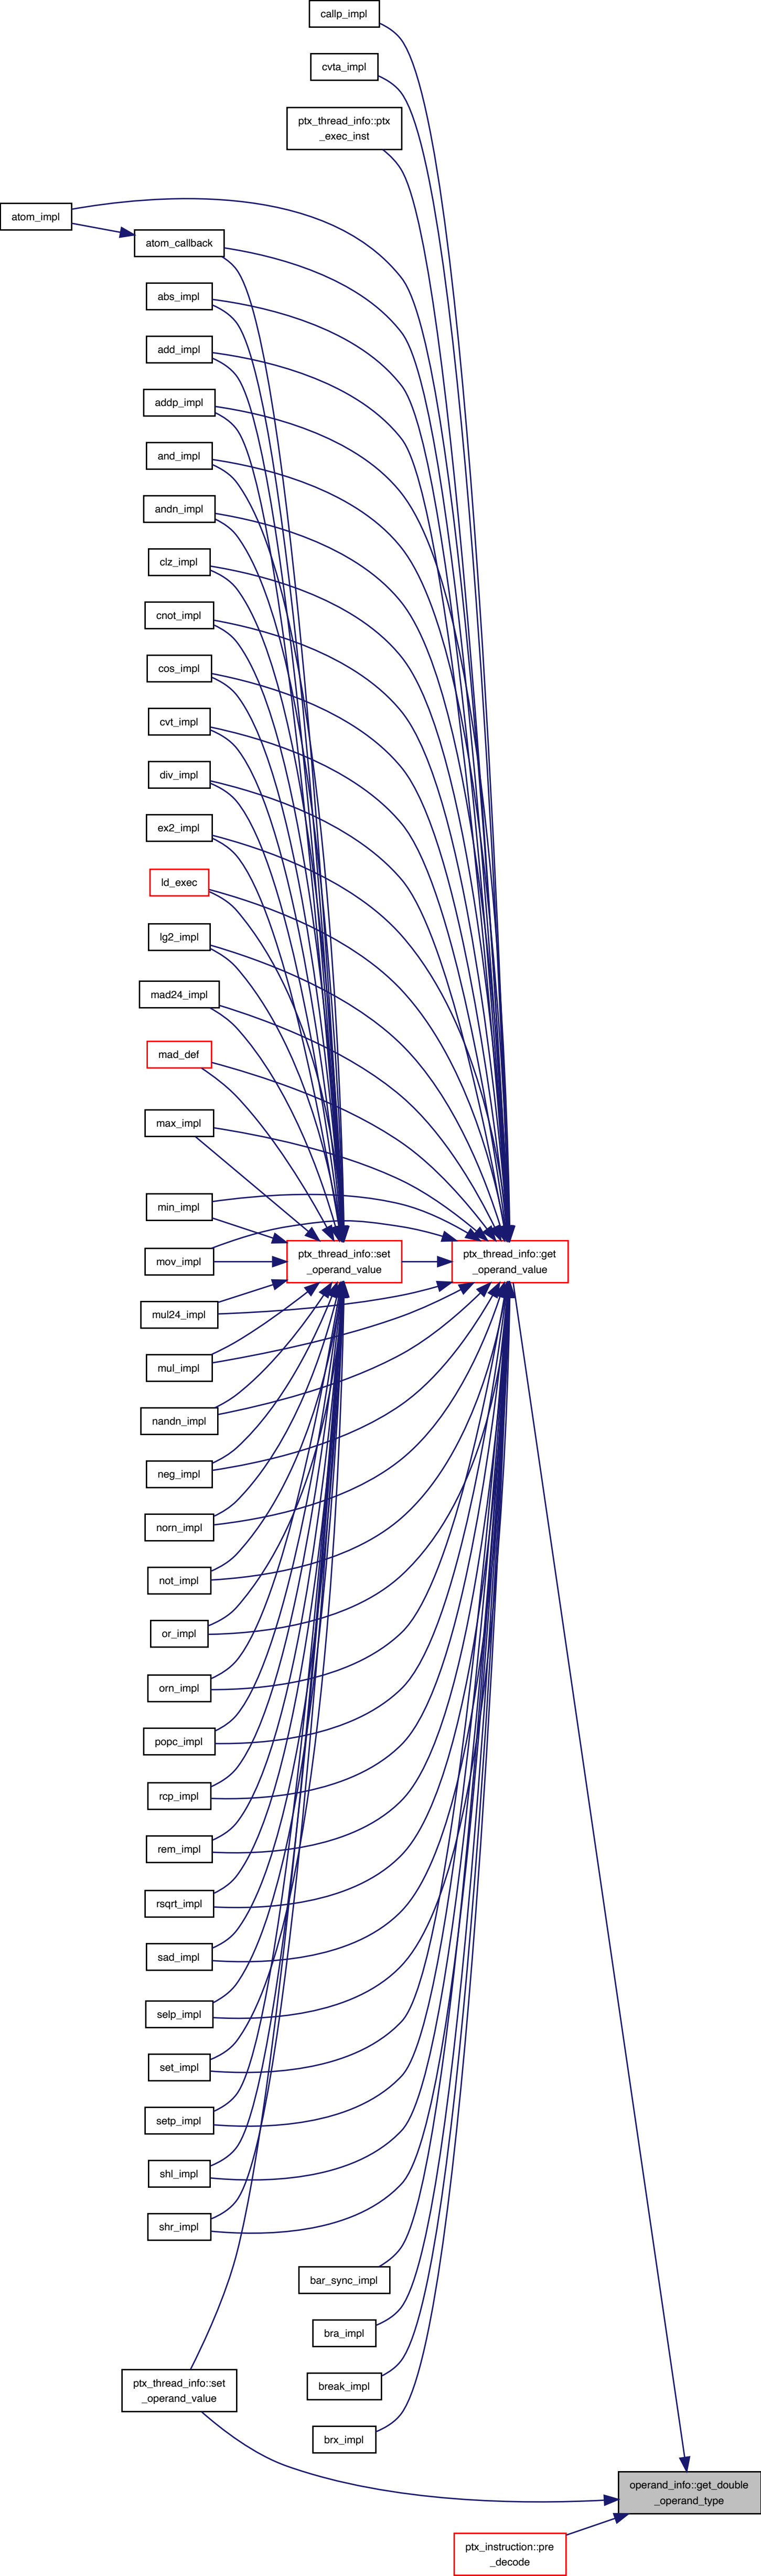 callp_impl
cvta_impl
ptx_thread_info::ptx
_exec_inst
atom_impl
atom_callback
abs_impl
add_impl
addp_impl
and_impl
andn_impl
clz_impl
cnot_impl
cos_impl
cvt_impl
div_impl
ex2_impl
ld_exec
lg2_impl
mad24_impl
mad_def
max_impl
min_impl
ptx_thread_info::set
_operand_value
ptx_thread_info::get
_operand_value
mov_impl
mul24_impl
mul_impl
nandn_impl
neg_impl
norn_impl
not_impl
or_impl
orn_impl
popc_impl
rcp_impl
rem_impl
rsqrt_impl
sad_impl
selp_impl
set_impl
setp_impl
shl_impl
shr_impl
bar_sync_impl
bra_impl
break_impl
ptx_thread_info::set
_operand_value
brx_impl
operand_info::get_double
_operand_type
ptx_instruction::pre
_decode